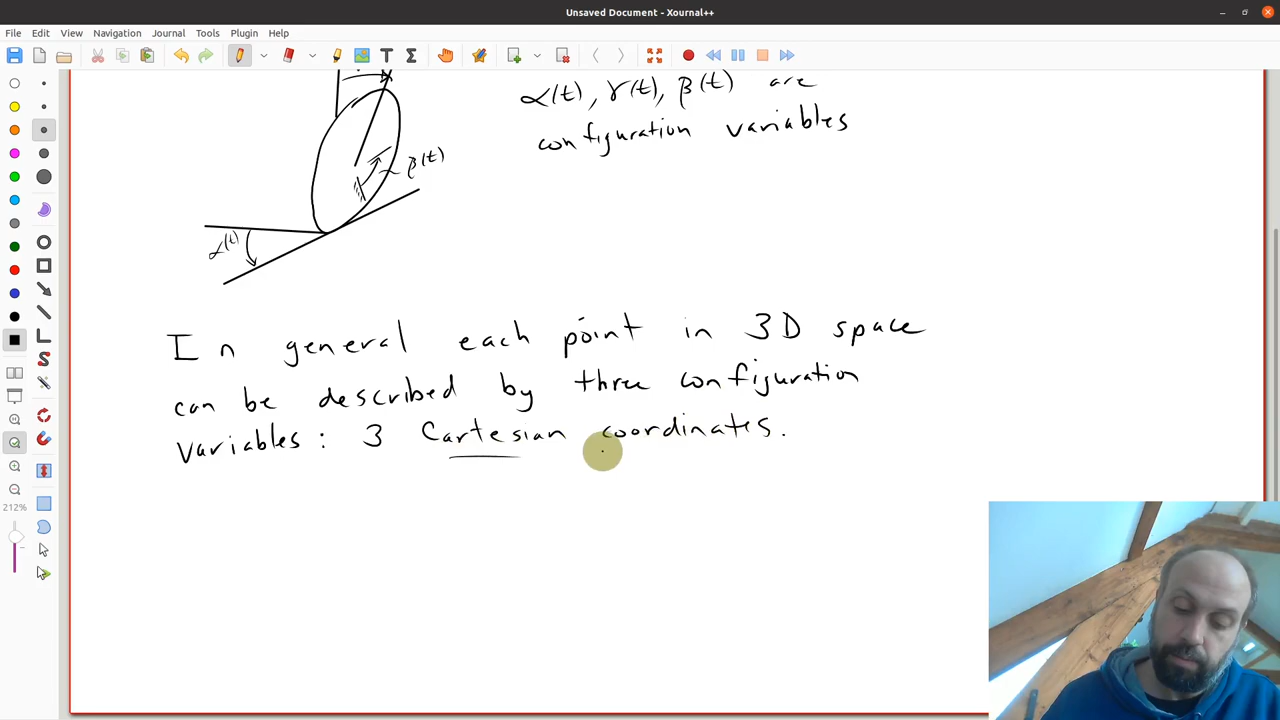 Unsaved Document - Xournal++
File Edit View Navigation Journal Tools Plugin Help
α(t), γ(t), β(t) are
configuration variables
β(t)
α(t)
In general each point in 3D space
can be described by three configuration
variables: 3 Cartesian coordinates.
212%